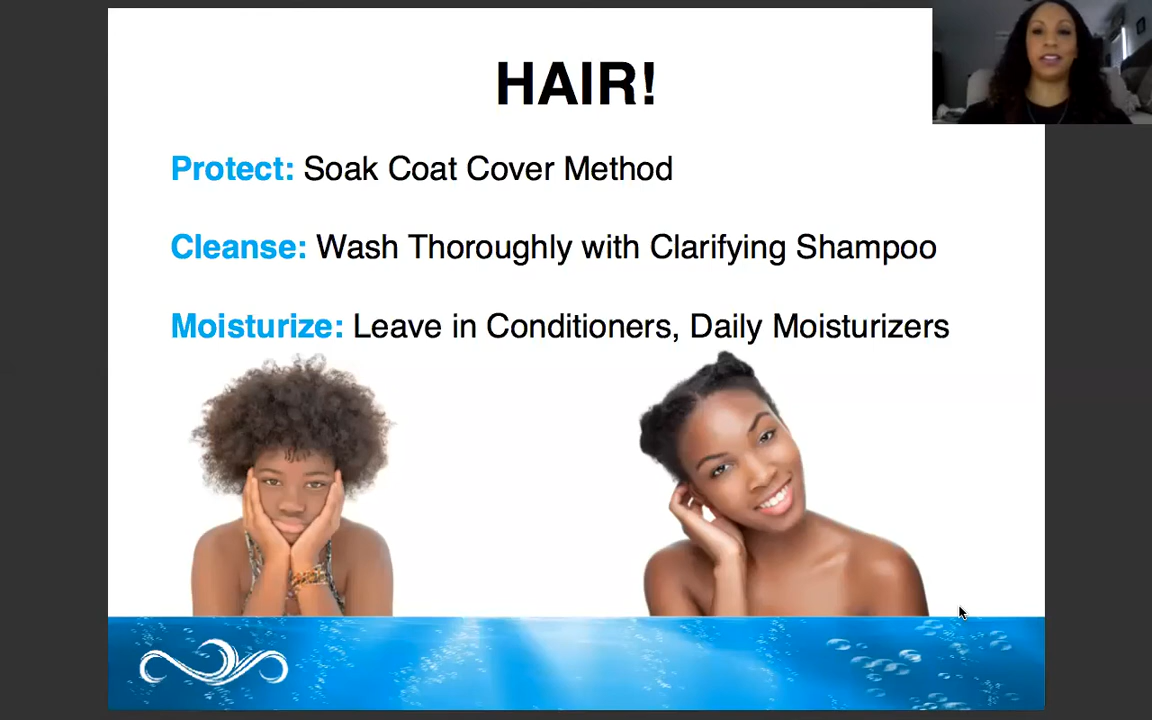 HAIR!
Protect: Soak Coat Cover Method
Cleanse: Wash Thoroughly with Clarifying Shampoo
Moisturize: Leave in Conditioners, Daily Moisturizers